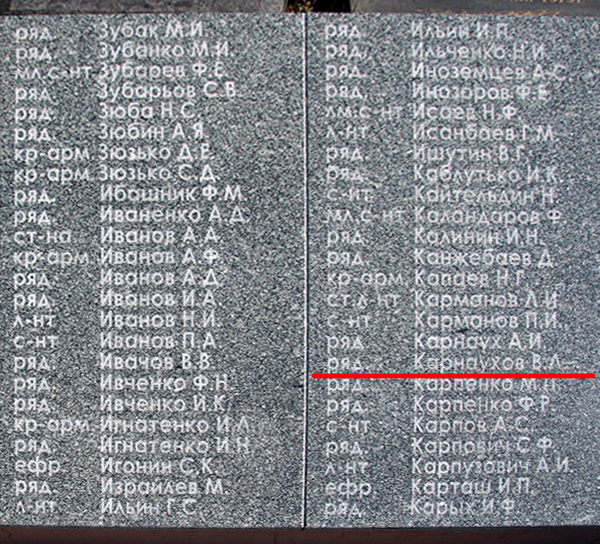 ряд. Зубак М.И.
ряд. Зубанко М.И.
мл.с-нт Зубарев Ф.Е.
ряд. Зубарьов С.В.
ряд. Зюба Н.С.
ряд. Зюбин А.Я.
кр-арм. Зюзько Д.Е.
кр-арм. Зюзько С.Д.
ряд. Ибашник Ф.М.
ряд. Иваненко А.Д.
ст-на Иванов А.А.
кр-арм. Иванов А.Ф.
ряд. Иванов А.Д.
ряд. Иванов И.А.
л-нт Иванов Н.И.
с-нт Иванов П.А.
ряд. Ивачов В.В.
ряд. Ивченко Ф.Н.
ряд. Ивченко И.К.
кр-арм. Игнатенко И.Л.
ряд. Игнатенко И.Н.
ефр. Игонин С.К.
ряд. Израилев М.
л-нт Ильин Г.С.
ряд. Ильин И.П.
ряд. Ильченко Н.И.
ряд. Иноземцев А.С.
ряд. Инозоров Ф.Е.
лм.с-нт Исаев Н.Ф.
л-нт Исанбаев Г.М.
ряд. Ишутин В.Г.
ряд. Каблутько И.К.
с-нт Кайтельдин Н.
мл.с-нт Каландаров Ф.
ряд. Калинин И.Н.
ряд. Канжебаев Д.
кр-арм. Капаев Н.Г.
ст.л-нт Карманов Л.И.
с-нт Карманов П.И.
ряд. Карнаух А.И.
ряд. Карнаухов В.Л.
ряд. Карпенко М.П.
ряд. Карпенко Ф.Р.
с-нт Карпов А.С.
ряд. Карпович С.Ф.
л-нт Карпузович А.И.
ефр. Карташ И.П.
ряд. Карых И.Ф.